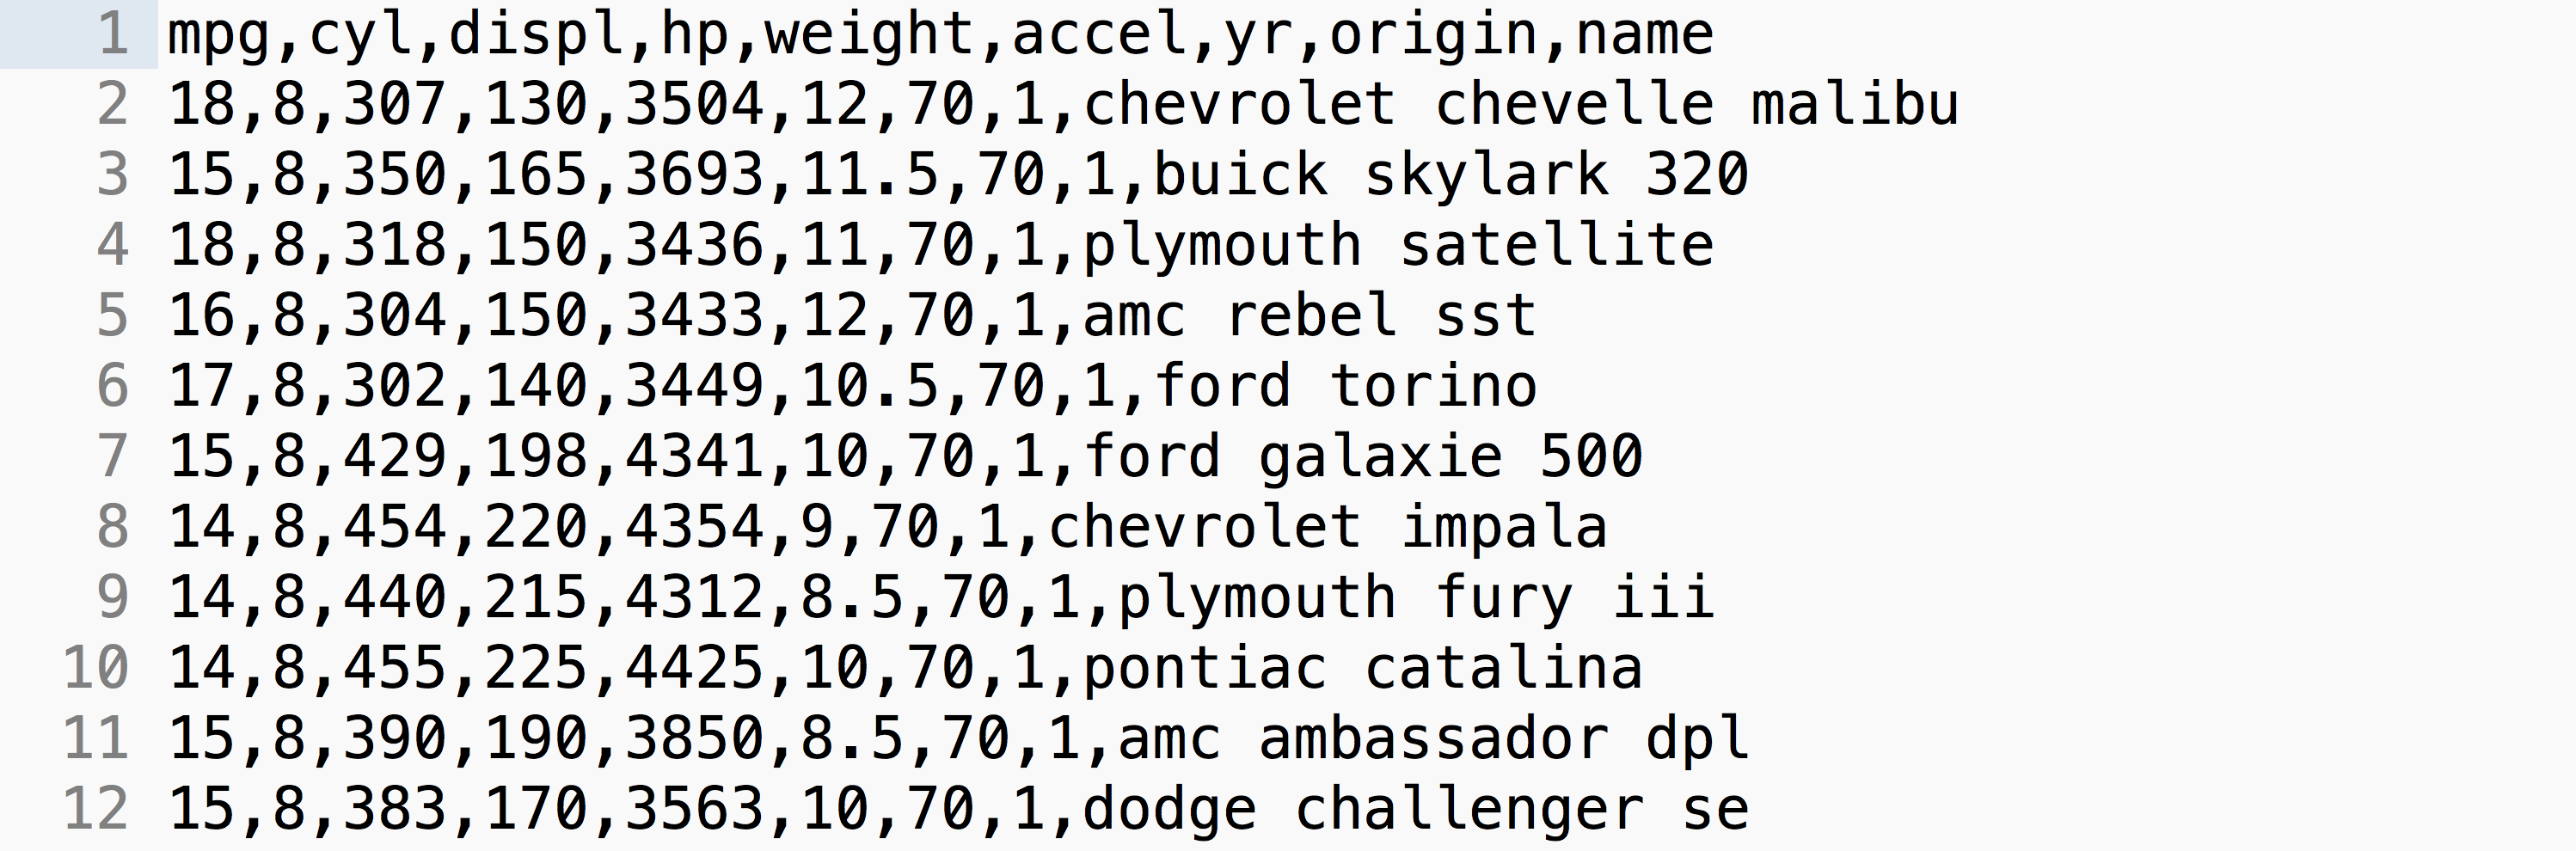 1 mpg,cyl,displ,hp,weight,accel,yr,origin,name
2 18,8,307,130,3504,12,70,1,chevrolet chevelle malibu
3 15,8,350,165,3693,11.5,70,1,buick skylark 320
4 18,8,318,150,3436,11,70,1,plymouth satellite
5 16,8,304,150,3433,12,70,1,amc rebel sst
6 17,8,302,140,3449,10.5,70,1,ford torino
7 15,8,429,198,4341,10,70,1,ford galaxie 500
8 14,8,454,220,4354,9,70,1,chevrolet impala
9 14,8,440,215,4312,8.5,70,1,plymouth fury iii
10 14,8,455,225,4425,10,70,1,pontiac catalina
11 15,8,390,190,3850,8.5,70,1,amc ambassador dpl
12 15,8,383,170,3563,10,70,1,dodge challenger se